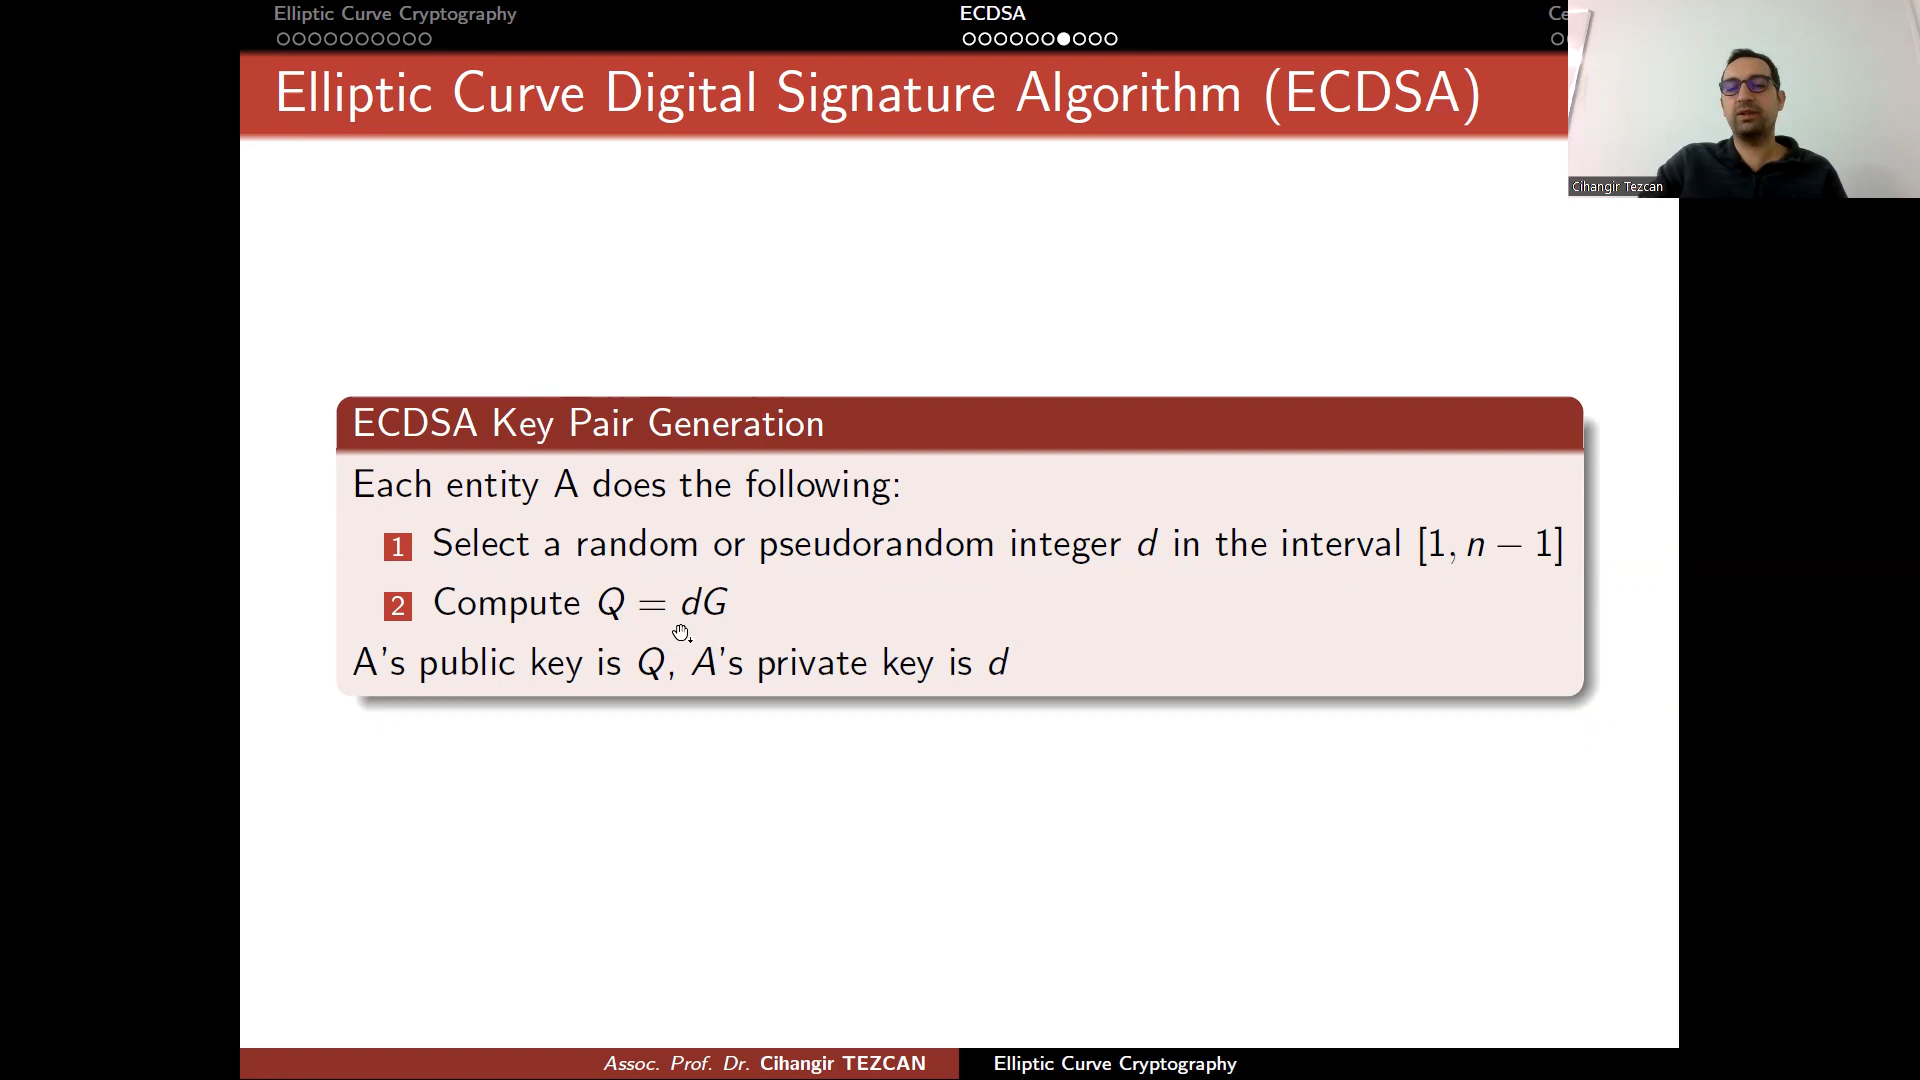 Elliptic Curve Cryptography
ECDSA
Ce
Elliptic Curve Digital Signature Algorithm (ECDSA)
Cihangir Tezcan
ECDSA Key Pair Generation
Each entity A does the following:
1 Select a random or pseudorandom integer d in the interval [1, n − 1]
2 Compute Q = dG
A's public key is Q, A's private key is d
Assoc. Prof. Dr. Cihangir TEZCAN
Elliptic Curve Cryptography